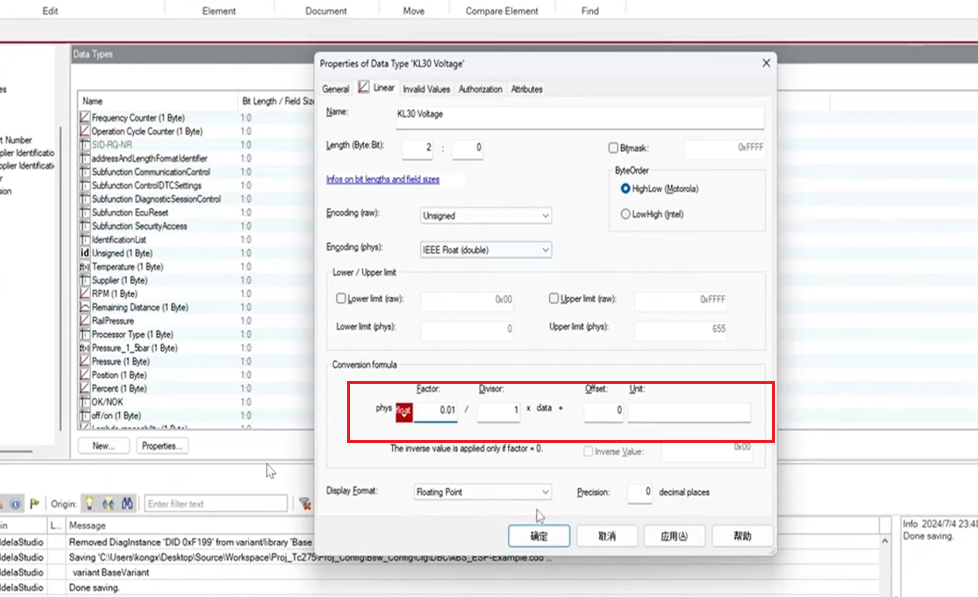 Edit Element Document Move Compare Element Find
Data Types
Properties of Data Type 'KL30 Voltage'
General Linear Invalid Values Authorization Attributes
Name Bit Length / Field Size
Name: KL30 Voltage
Frequency Counter (1 Byte) 1:0
Operation Cycle Counter (1 Byte) 1:0
SID-RQ-NR 1:0
addressAndLengthFormatIdentifier 1:0
Subfunction CommunicationControl 1:0
Subfunction ControlDTCSettings 1:0
Subfunction DiagnosticSessionControl 1:0
Subfunction EcuReset 1:0
Subfunction SecurityAccess 1:0
IdentificationList 1:0
Unsigned (1 Byte) 1:0
Temperature (1 Byte) 1:0
Supplier (1 Byte) 1:0
RPM (1 Byte) 1:0
Remaining Distance (1 Byte) 1:0
RailPressure 1:0
Processor Type (1 Byte) 1:0
Pressure_1_5bar (1 Byte) 1:0
Pressure (1 Byte) 1:0
Position (1 Byte) 1:0
Percent (1 Byte) 1:0
OK/NOK 1:0
off/on (1 Byte) 1:0
t Number
plier Identificatio
pplier Identificatio
New... Properties...
Length (Byte:Bit): 2 : 0
Bitmask: 0xFFFF
Infos on bit lengths and field sizes
ByteOrder
HighLow (Motorola)
LowHigh (Intel)
Encoding (raw): Unsigned
Encoding (phys): IEEE Float (double)
Lower / Upper limit
Lower limit (raw): 0x00 Upper limit (raw): 0xFFFF
Lower limit (phys): 0 Upper limit (phys): 655
Conversion formula
Factor: Divisor: Offset: Unit:
phys float 0.01 / 1 x data + 0
The inverse value is applied only if factor = 0. Inverse Value: 0x00
Display Format: Floating Point Precision: 0 decimal places
确定 取消 应用(A) 帮助
Origin: Enter filter text
in L... Message
ddelaStudio Removed DiagInstance 'DID 0xF199' from variant/library 'Base
ddelaStudio Saving 'C:\Users\kongx\Desktop\Source\Workspace\Proj_Tc275\Proj_Config\Bsw_Config\Cfg\DBC\ABS_ESP-Example.cdd ...
ddelaStudio variant BaseVariant
ddelaStudio Done saving.
Info 2024/7/4 23:40
Done saving.